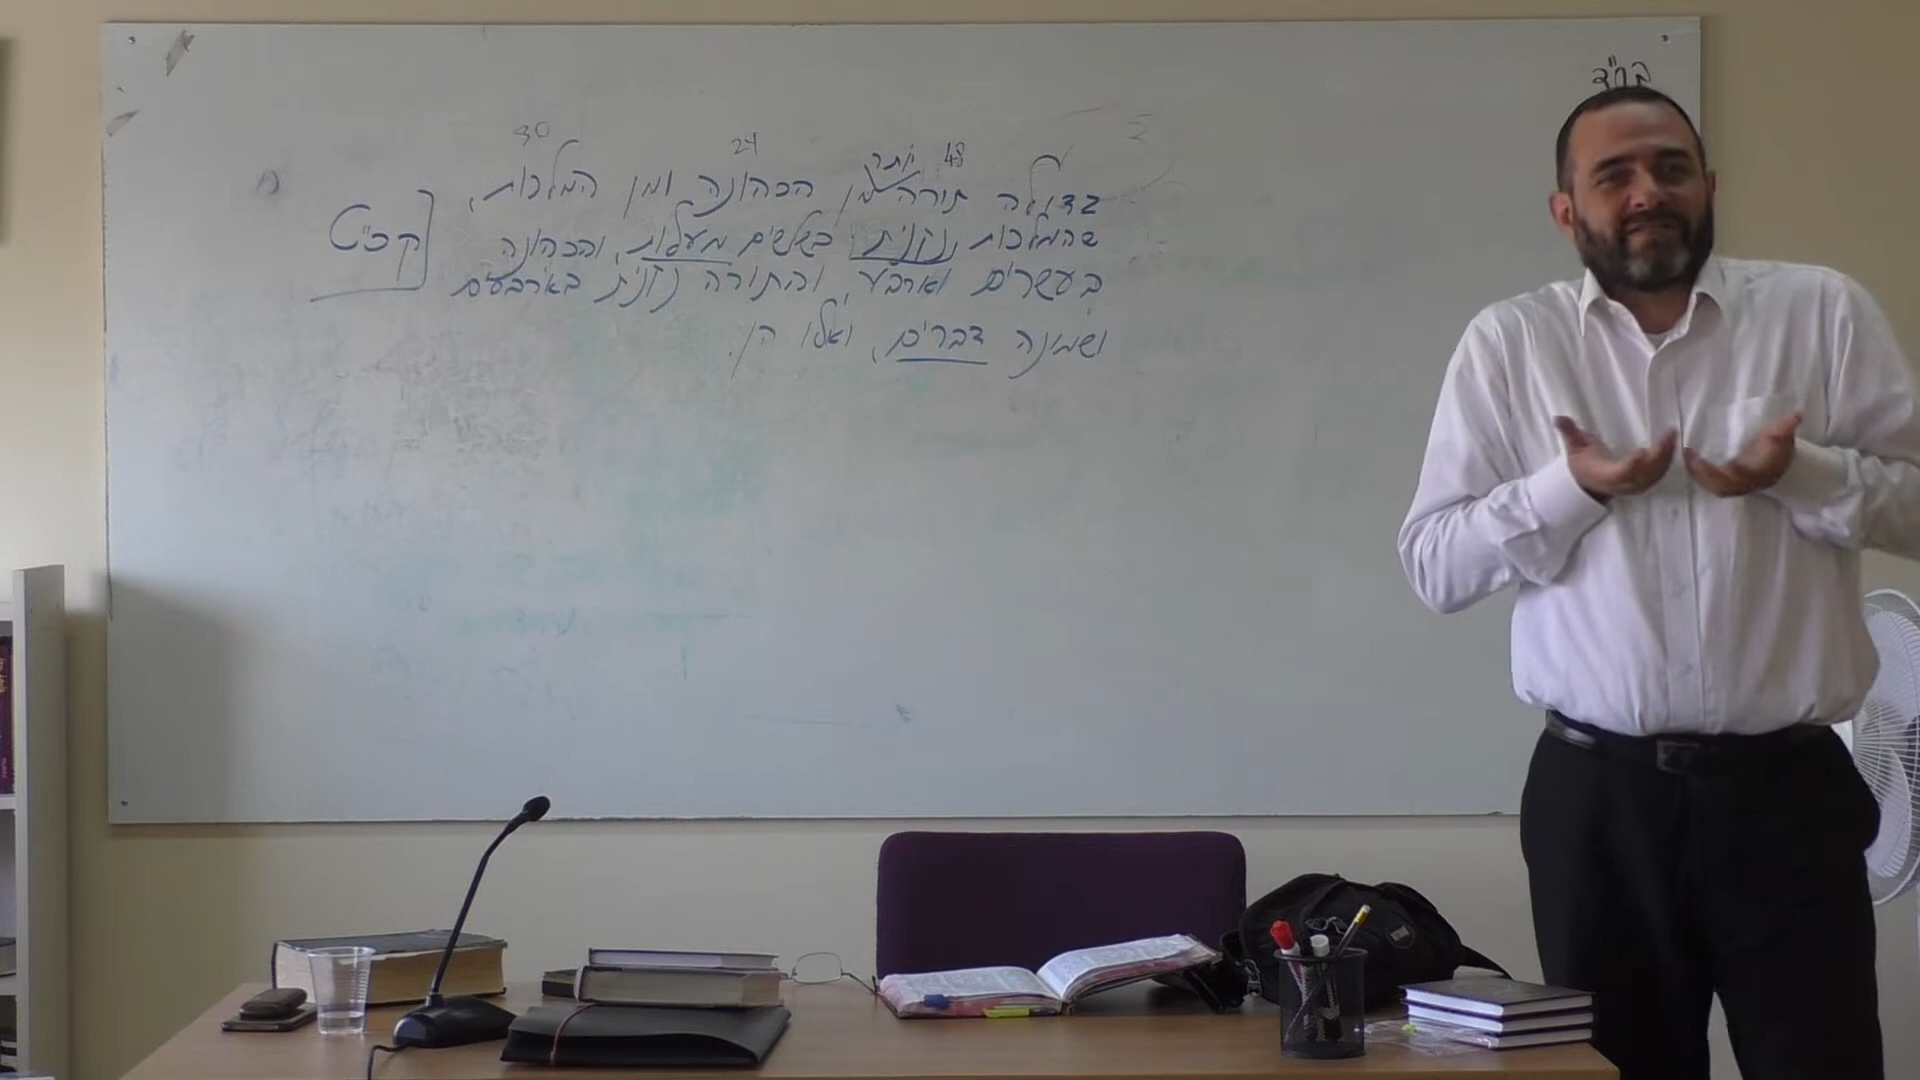 בס"ד
48 24 30
יותר
גדולה תורה מן הכהונה ומן המלכות,
שהמלכות נקנית בשלשים מעלות, והכהונה
בעשרים וארבע, והתורה נקנית בארבעים
ושמונה דברים, ואלו הן.
קכ"ט